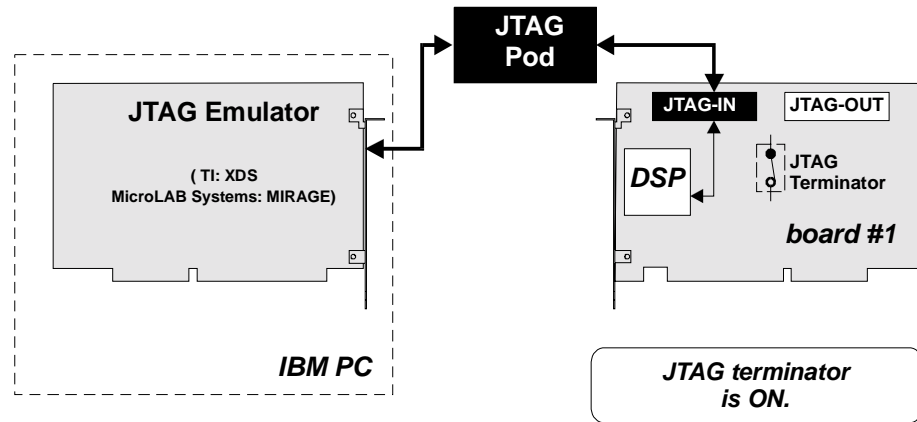 JTAG
Pod
JTAG Emulator
( TI: XDS
MicroLAB Systems: MIRAGE)
IBM PC
JTAG-IN
JTAG-OUT
DSP
JTAG
Terminator
board #1
JTAG terminator
is ON.